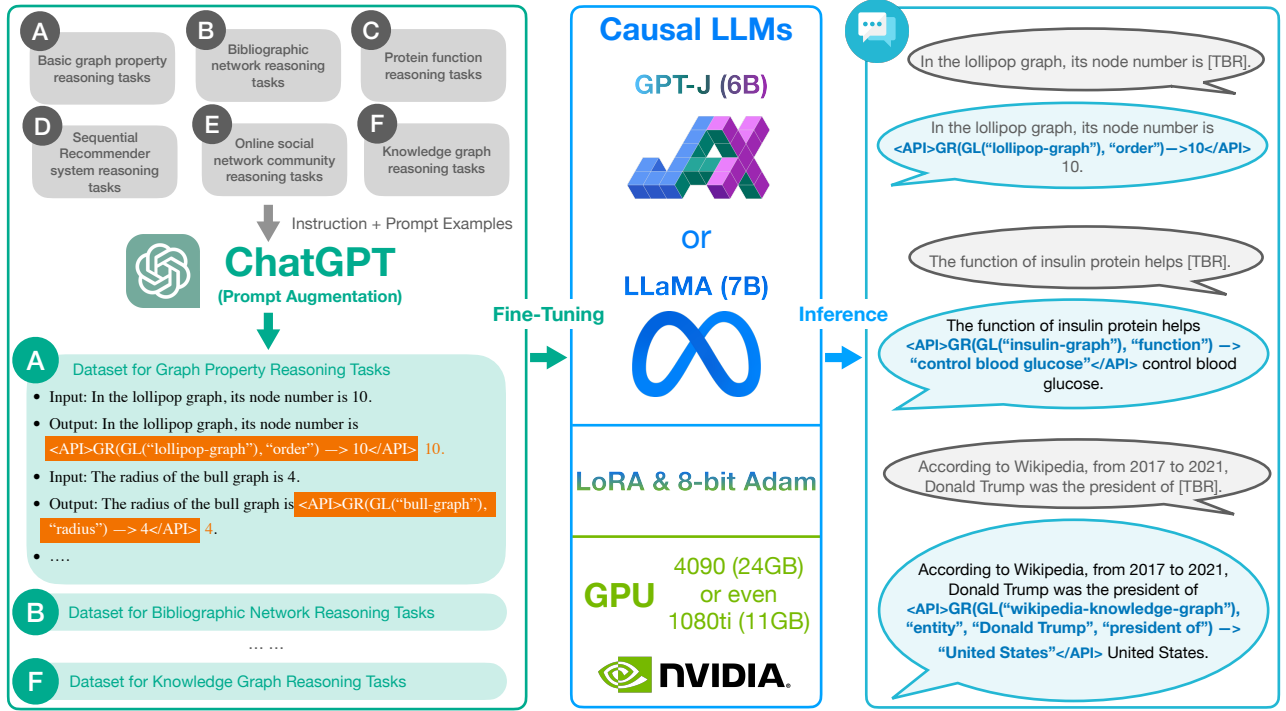 A
Basic graph property
reasoning tasks
B
Bibliographic
network reasoning
tasks
C
Protein function
reasoning tasks
D
Sequential
Recommender
system reasoning
tasks
E
Online social
network community
reasoning tasks
F
Knowledge graph
reasoning tasks
Instruction + Prompt Examples
ChatGPT
(Prompt Augmentation)
A
Dataset for Graph Property Reasoning Tasks
• Input: In the lollipop graph, its node number is 10.
• Output: In the lollipop graph, its node number is
<API>GR(GL(“lollipop-graph”), “order”) —> 10</API> 10.
• Input: The radius of the bull graph is 4.
• Output: The radius of the bull graph is <API>GR(GL(“bull-graph”),
“radius”) —> 4</API> 4.
• ….
B
Dataset for Bibliographic Network Reasoning Tasks
... ...
F
Dataset for Knowledge Graph Reasoning Tasks
Fine-Tuning
Causal LLMs
GPT-J (6B)
JAX
or
LLaMA (7B)
LoRA & 8-bit Adam
GPU
4090 (24GB)
or even
1080ti (11GB)
NVIDIA.
Inference
In the lollipop graph, its node number is [TBR].
In the lollipop graph, its node number is
<API>GR(GL(“lollipop-graph”), “order”)—>10</API>
10.
The function of insulin protein helps [TBR].
The function of insulin protein helps
<API>GR(GL(“insulin-graph”), “function”) —>
“control blood glucose”</API> control blood
glucose.
According to Wikipedia, from 2017 to 2021,
Donald Trump was the president of [TBR].
According to Wikipedia, from 2017 to 2021,
Donald Trump was the president of
<API>GR(GL(“wikipedia-knowledge-graph”),
“entity”, “Donald Trump”, “president of”) —>
“United States”</API> United States.